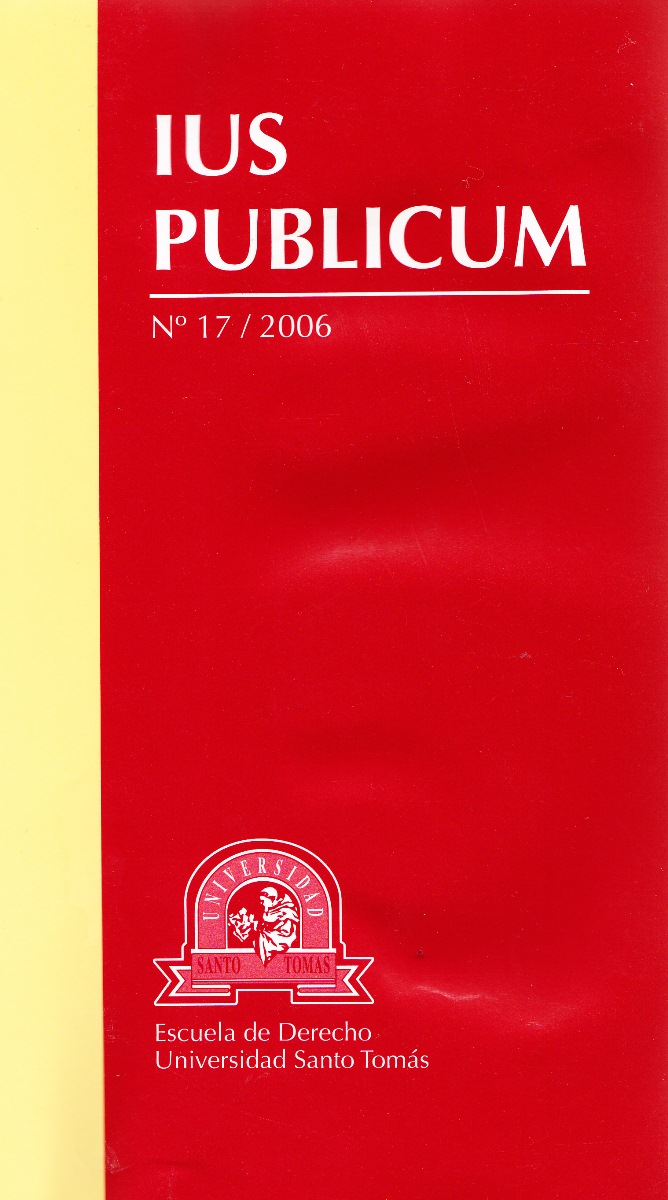 IUS
PUBLICUM
Nº 17 / 2006
UNIVERSIDAD
SANTO TOMAS
Escuela de Derecho
Universidad Santo Tomás